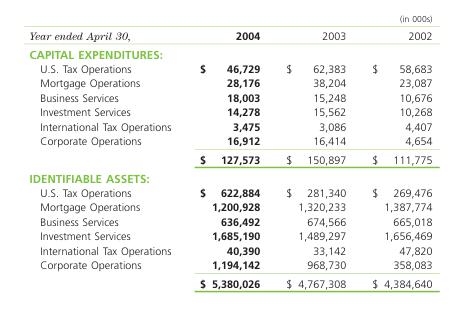 (in 000s)
Year ended April 30, 2004 2003 2002
CAPITAL EXPENDITURES:
U.S. Tax Operations $ 46,729 $ 62,383 $ 58,683
Mortgage Operations 28,176 38,204 23,087
Business Services 18,003 15,248 10,676
Investment Services 14,278 15,562 10,268
International Tax Operations 3,475 3,086 4,407
Corporate Operations 16,912 16,414 4,654
$ 127,573 $ 150,897 $ 111,775
IDENTIFIABLE ASSETS:
U.S. Tax Operations $ 622,884 $ 281,340 $ 269,476
Mortgage Operations 1,200,928 1,320,233 1,387,774
Business Services 636,492 674,566 665,018
Investment Services 1,685,190 1,489,297 1,656,469
International Tax Operations 40,390 33,142 47,820
Corporate Operations 1,194,142 968,730 358,083
$ 5,380,026 $ 4,767,308 $ 4,384,640